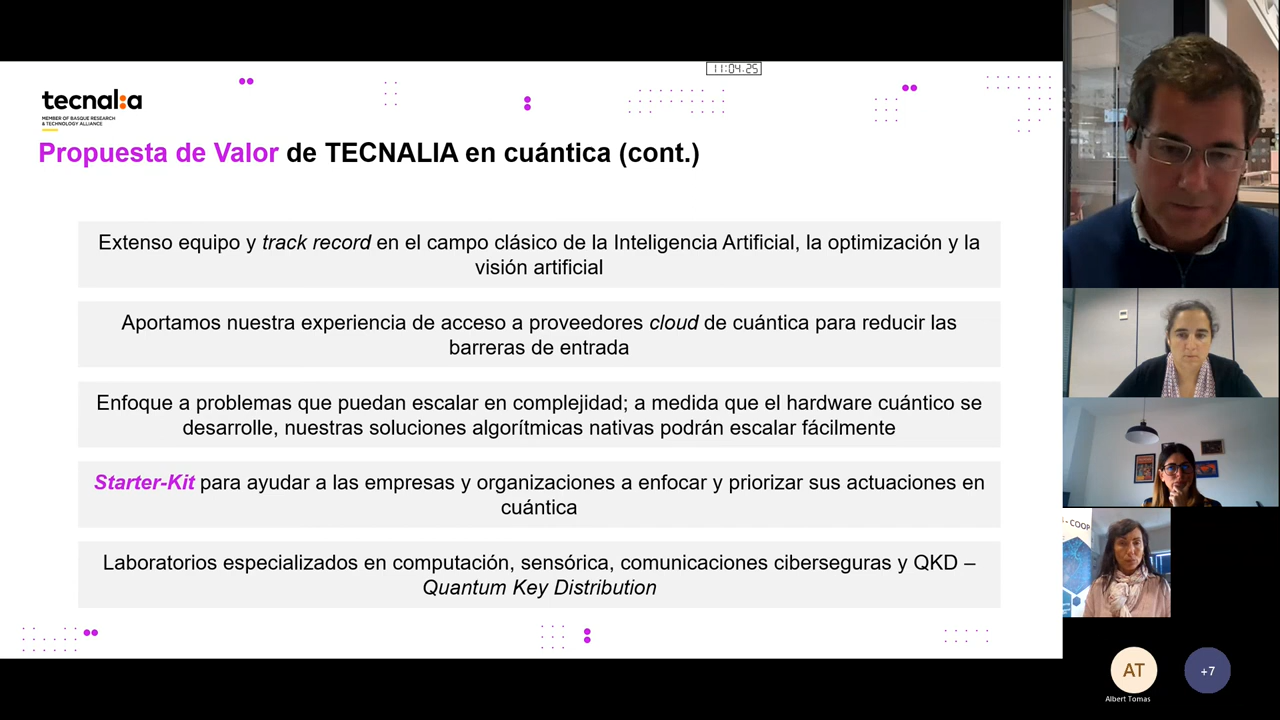 11:04:25
tecnalia
MEMBER OF BASQUE RESEARCH
& TECHNOLOGY ALLIANCE
Propuesta de Valor de TECNALIA en cuántica (cont.)
Extenso equipo y track record en el campo clásico de la Inteligencia Artificial, la optimización y la
visión artificial
Aportamos nuestra experiencia de acceso a proveedores cloud de cuántica para reducir las
barreras de entrada
Enfoque a problemas que puedan escalar en complejidad; a medida que el hardware cuántico se
desarrolle, nuestras soluciones algorítmicas nativas podrán escalar fácilmente
Starter-Kit para ayudar a las empresas y organizaciones a enfocar y priorizar sus actuaciones en
cuántica
Laboratorios especializados en computación, sensórica, comunicaciones ciberseguras y QKD –
Quantum Key Distribution
- COOP
AT
+7
Albert Tomas